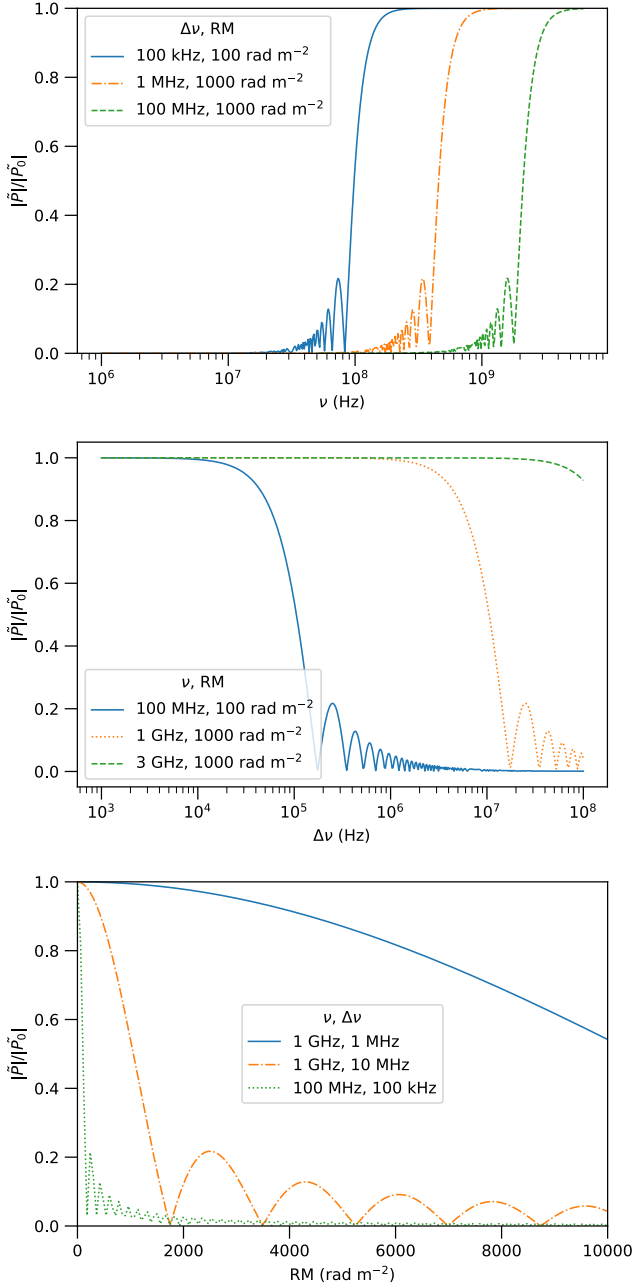 1.0
0.8
0.6
0.4
0.2
0.0
|P̃|/|P̃₀|
Δν, RM
100 kHz, 100 rad m⁻²
1 MHz, 1000 rad m⁻²
100 MHz, 1000 rad m⁻²
10⁶ 10⁷ 10⁸ 10⁹
ν (Hz)
1.0
0.8
0.6
0.4
0.2
0.0
|P̃|/|P̃₀|
ν, RM
100 MHz, 100 rad m⁻²
1 GHz, 1000 rad m⁻²
3 GHz, 1000 rad m⁻²
10³ 10⁴ 10⁵ 10⁶ 10⁷ 10⁸
Δν (Hz)
1.0
0.8
0.6
0.4
0.2
0.0
|P̃|/|P̃₀|
ν, Δν
1 GHz, 1 MHz
1 GHz, 10 MHz
100 MHz, 100 kHz
0 2000 4000 6000 8000 10000
RM (rad m⁻²)